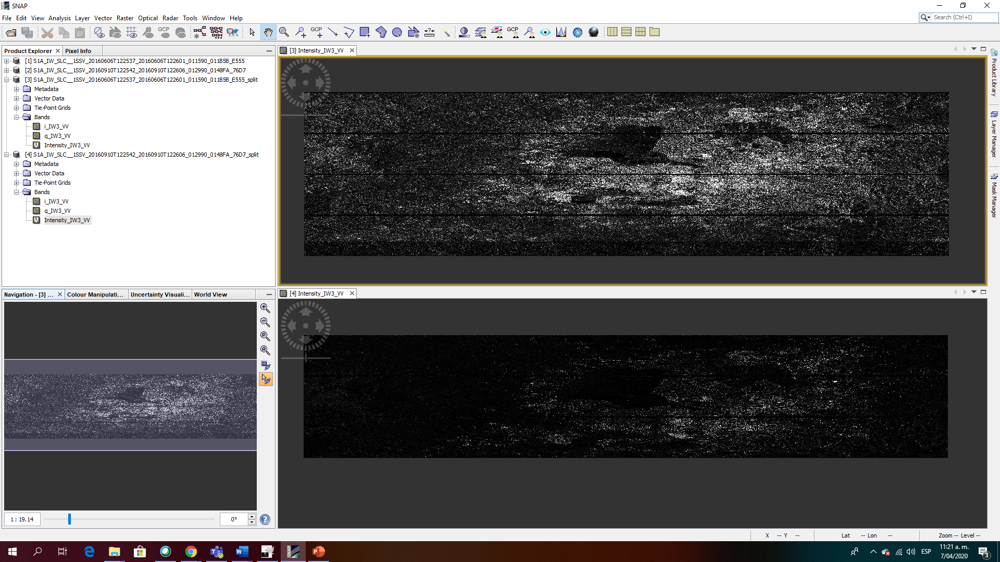 SNAP
File Edit View Analysis Layer Vector Raster Optical Radar Tools Window Help
Search (Ctrl+I)
GCP GCP GCP
Product Explorer Pixel Info
[1] S1A_IW_SLC__1SSV_20160606T122537_20160606T122601_011590_011B5B_E555
[2] S1A_IW_SLC__1SSV_20160910T122542_20160910T122606_012990_0148FA_76D7
[3] S1A_IW_SLC__1SSV_20160606T122537_20160606T122601_011590_011B5B_E555_split
Metadata
Vector Data
Tie-Point Grids
Bands
i_IW3_VV
q_IW3_VV
Intensity_IW3_VV
[4] S1A_IW_SLC__1SSV_20160910T122542_20160910T122606_012990_0148FA_76D7_split
Metadata
Vector Data
Tie-Point Grids
Bands
i_IW3_VV
q_IW3_VV
Intensity_IW3_VV
[3] Intensity_IW3_VV
Product Library
Layer Manager
Mask Manager
Navigation - [3] ... Colour Manipulati... Uncertainty Visuali... World View
1 : 19.14
0°
[4] Intensity_IW3_VV
X -- Y -- Lat -- Lon -- Zoom -- Level --
ESP
11:21 a. m.
7/04/2020
3